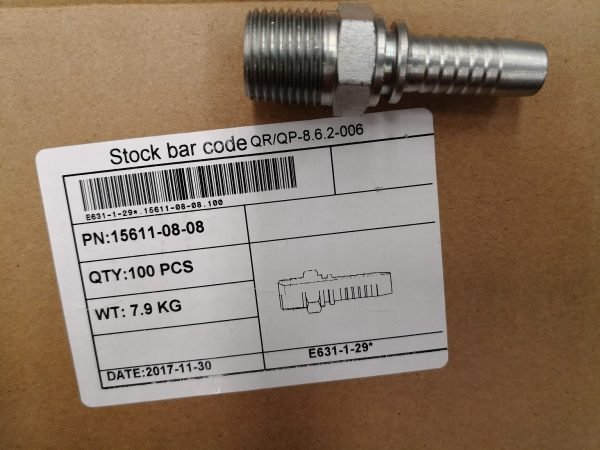 Stock bar code QR/QP-8.6.2-006
E631-1-29*.15611-08-08.100
PN:15611-08-08
QTY:100 PCS
WT: 7.9 KG
DATE:2017-11-30
E631-1-29*